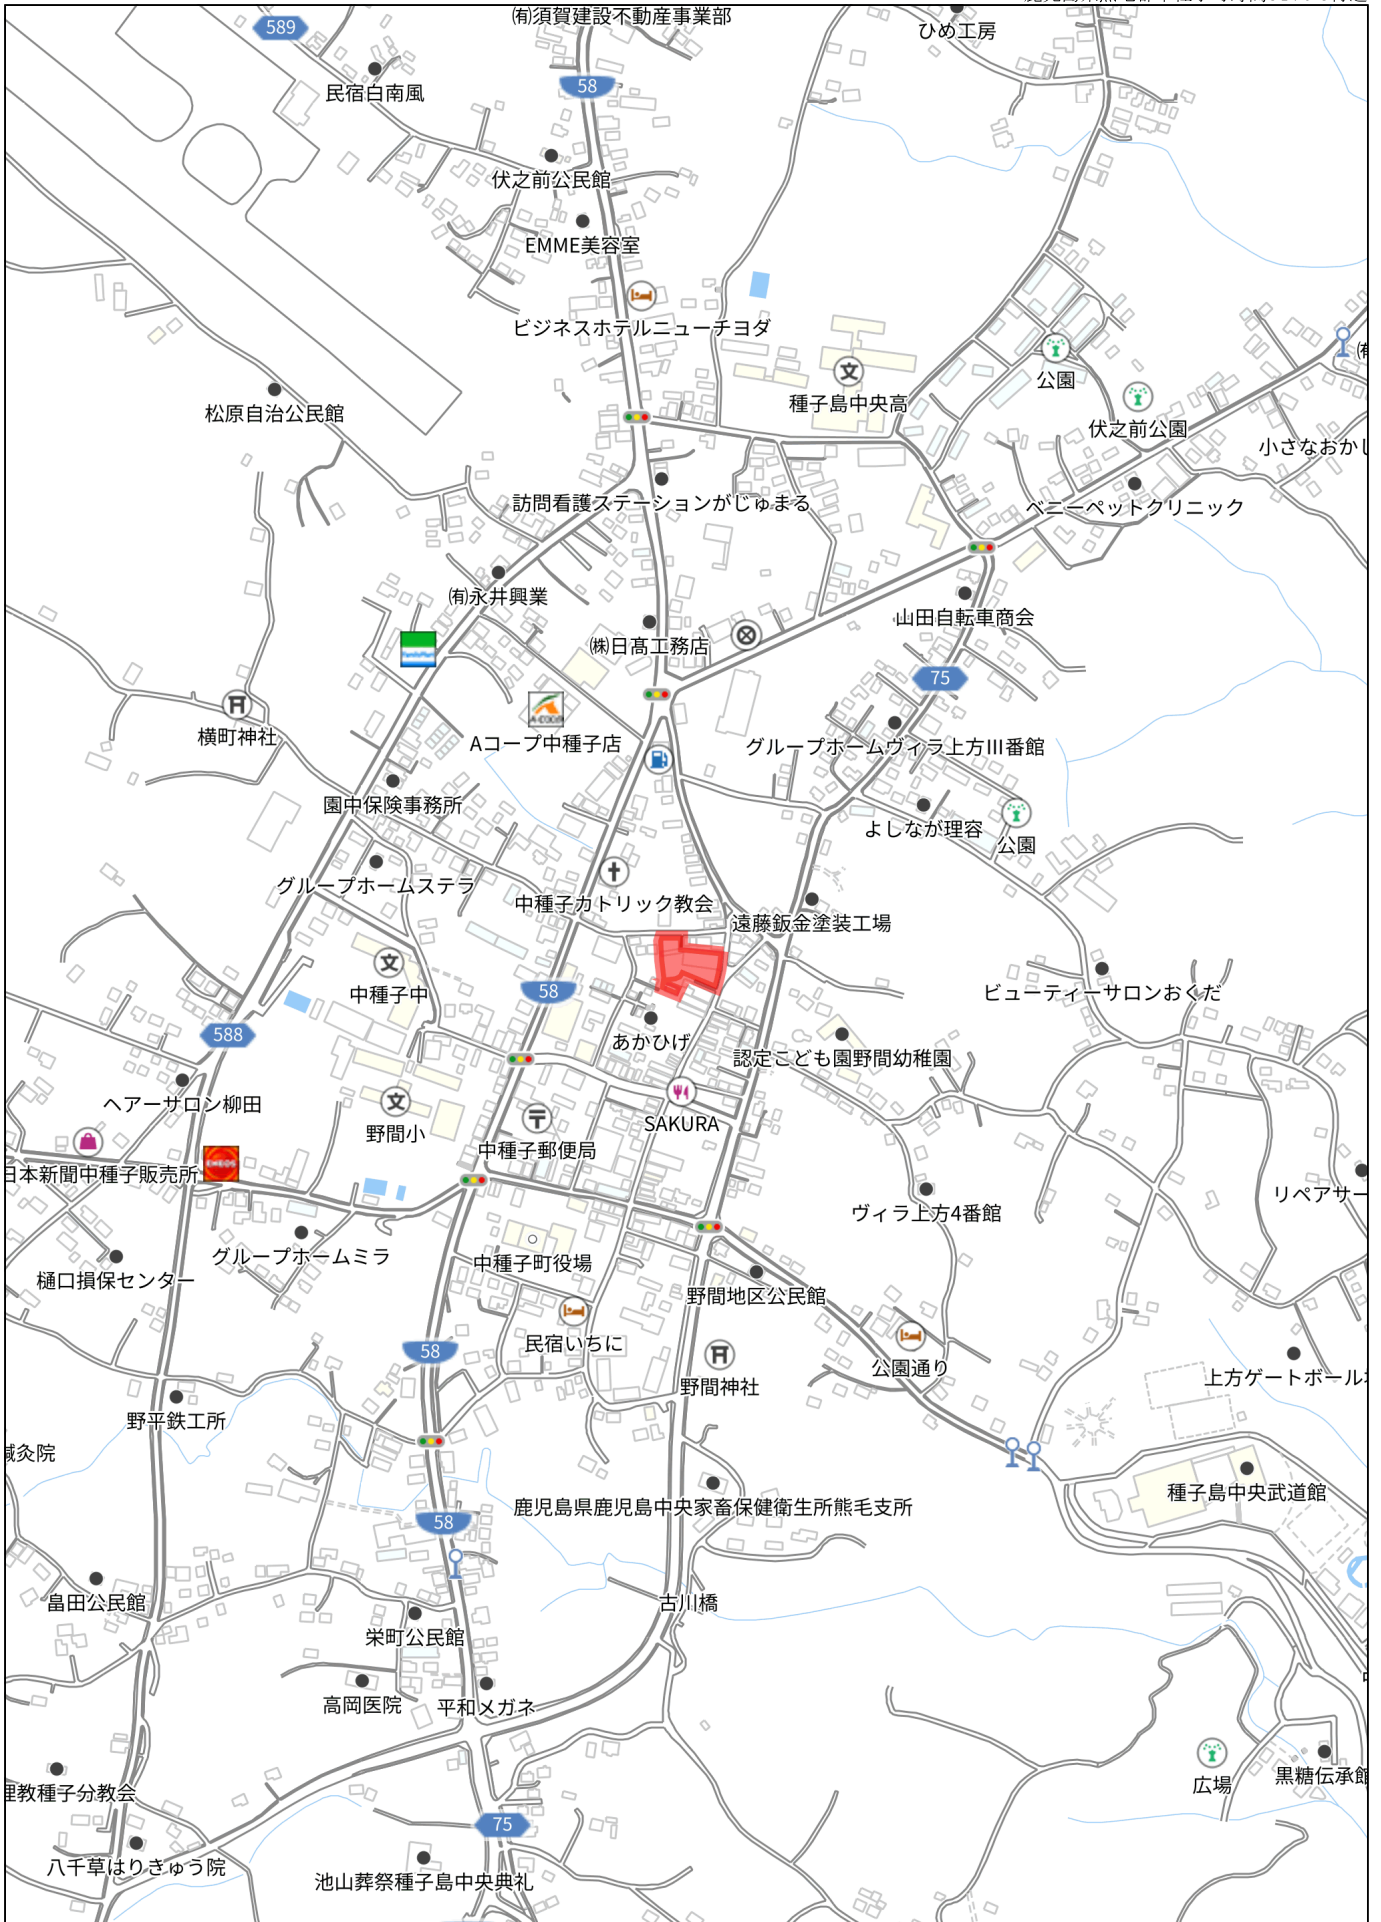 ㈲須賀建設不動産事業部
ひめ工房
589
58
民宿白南風
伏之前公民館
EMME美容室
ビジネスホテルニューチヨダ
種子島中央高
公園
伏之前公園
松原自治公民館
小さなおかし
訪問看護ステーションがじゅまる
ベニーペットクリニック
㈲永井興業
山田自転車商会
㈱日髙工務店
75
横町神社
Aコープ中種子店
グループホームヴィラ上方III番館
園中保険事務所
よしなが理容
公園
グループホームステラ
中種子カトリック教会
遠藤鈑金塗装工場
中種子中
58
ビューティーサロンおくだ
588
あかひげ
認定こども園野間幼稚園
ヘアーサロン柳田
野間小
SAKURA
中種子郵便局
日本新聞中種子販売所
ENEOS
リペアサー
ヴィラ上方4番館
グループホームミラ
中種子町役場
樋口損保センター
野間地区公民館
民宿いちに
58
公園通り
野間神社
上方ゲートボール
野平鉄工所
鍼灸院
種子島中央武道館
鹿児島県鹿児島中央家畜保健衛生所熊毛支所
58
畠田公民館
古川橋
栄町公民館
高岡医院
平和メガネ
広場
黒糖伝承館
理教種子分教会
75
八千草はりきゅう院
池山葬祭種子島中央典礼